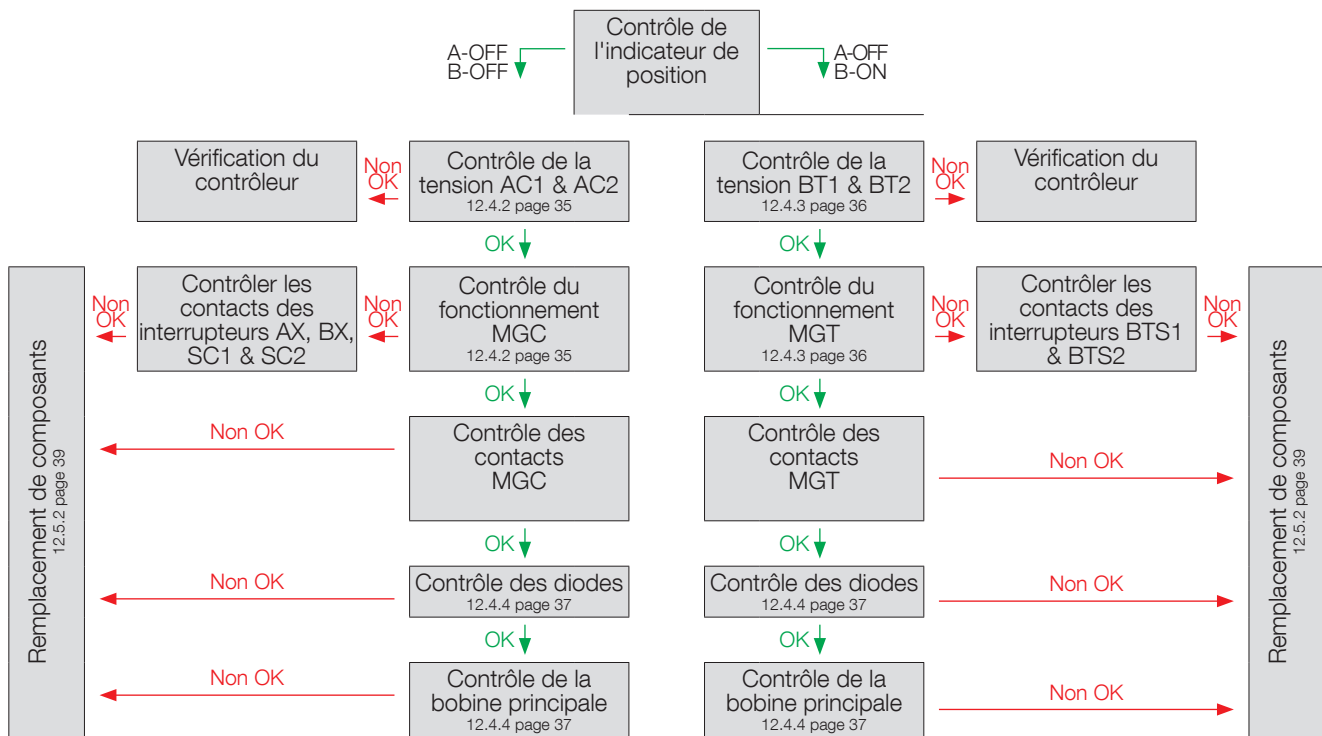 Contrôle de
l'indicateur de
position
A-OFF
B-OFF
A-OFF
B-ON
Vérification du
contrôleur
Non
OK
Contrôle de la
tension AC1 & AC2
12.4.2 page 35
Contrôle de la
tension BT1 & BT2
12.4.3 page 36
Non
OK
Vérification du
contrôleur
OK
OK
Remplacement de composants
12.5.2 page 39
Non
OK
Contrôler les
contacts des
interrupteurs AX, BX,
SC1 & SC2
Non
OK
Contrôle du
fonctionnement
MGC
12.4.2 page 35
Contrôle du
fonctionnement
MGT
12.4.3 page 36
Non
OK
Contrôler les
contacts des
interrupteurs BTS1
& BTS2
Non
OK
Remplacement de composants
12.5.2 page 39
OK
OK
Non OK
Contrôle des
contacts
MGC
Contrôle des
contacts
MGT
Non OK
OK
OK
Non OK
Contrôle des diodes
12.4.4 page 37
Contrôle des diodes
12.4.4 page 37
Non OK
OK
OK
Non OK
Contrôle de la
bobine principale
12.4.4 page 37
Contrôle de la
bobine principale
12.4.4 page 37
Non OK